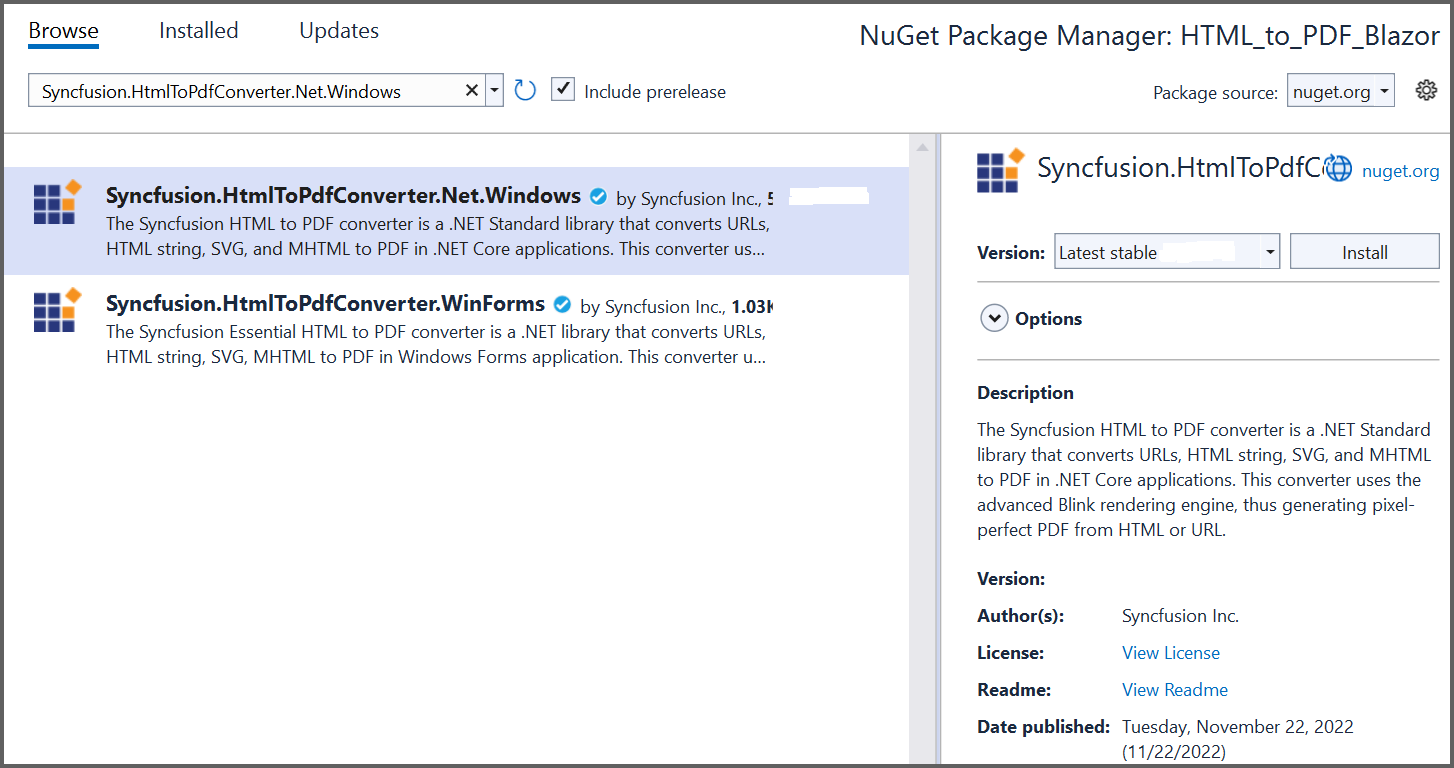 Browse Installed Updates
NuGet Package Manager: HTML_to_PDF_Blazor
Syncfusion.HtmlToPdfConverter.Net.Windows
Include prerelease
Package source: nuget.org
Syncfusion.HtmlToPdfConverter.Net.Windows by Syncfusion Inc., 5
The Syncfusion HTML to PDF converter is a .NET Standard library that converts URLs,
HTML string, SVG, and MHTML to PDF in .NET Core applications. This converter us...
Syncfusion.HtmlToPdfConverter.WinForms by Syncfusion Inc., 1.03K
The Syncfusion Essential HTML to PDF converter is a .NET library that converts URLs,
HTML string, SVG, MHTML to PDF in Windows Forms application. This converter u...
Syncfusion.HtmlToPdfC nuget.org
Version: Latest stable Install
Options
Description
The Syncfusion HTML to PDF converter is a .NET Standard
library that converts URLs, HTML string, SVG, and MHTML
to PDF in .NET Core applications. This converter uses the
advanced Blink rendering engine, thus generating pixel-
perfect PDF from HTML or URL.
Version:
Author(s): Syncfusion Inc.
License: View License
Readme: View Readme
Date published: Tuesday, November 22, 2022
(11/22/2022)